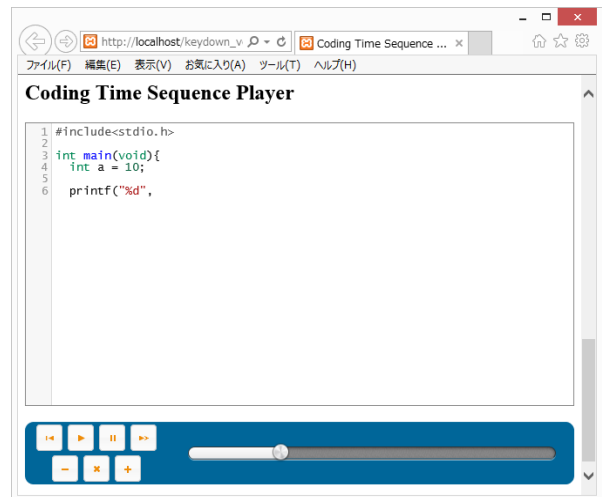 http://localhost/keydown_v
Coding Time Sequence ...
ファイル(F) 編集(E) 表示(V) お気に入り(A) ツール(T) ヘルプ(H)
Coding Time Sequence Player
1 #include<stdio.h>
2
3 int main(void){
4 int a = 10;
5
6 printf("%d",